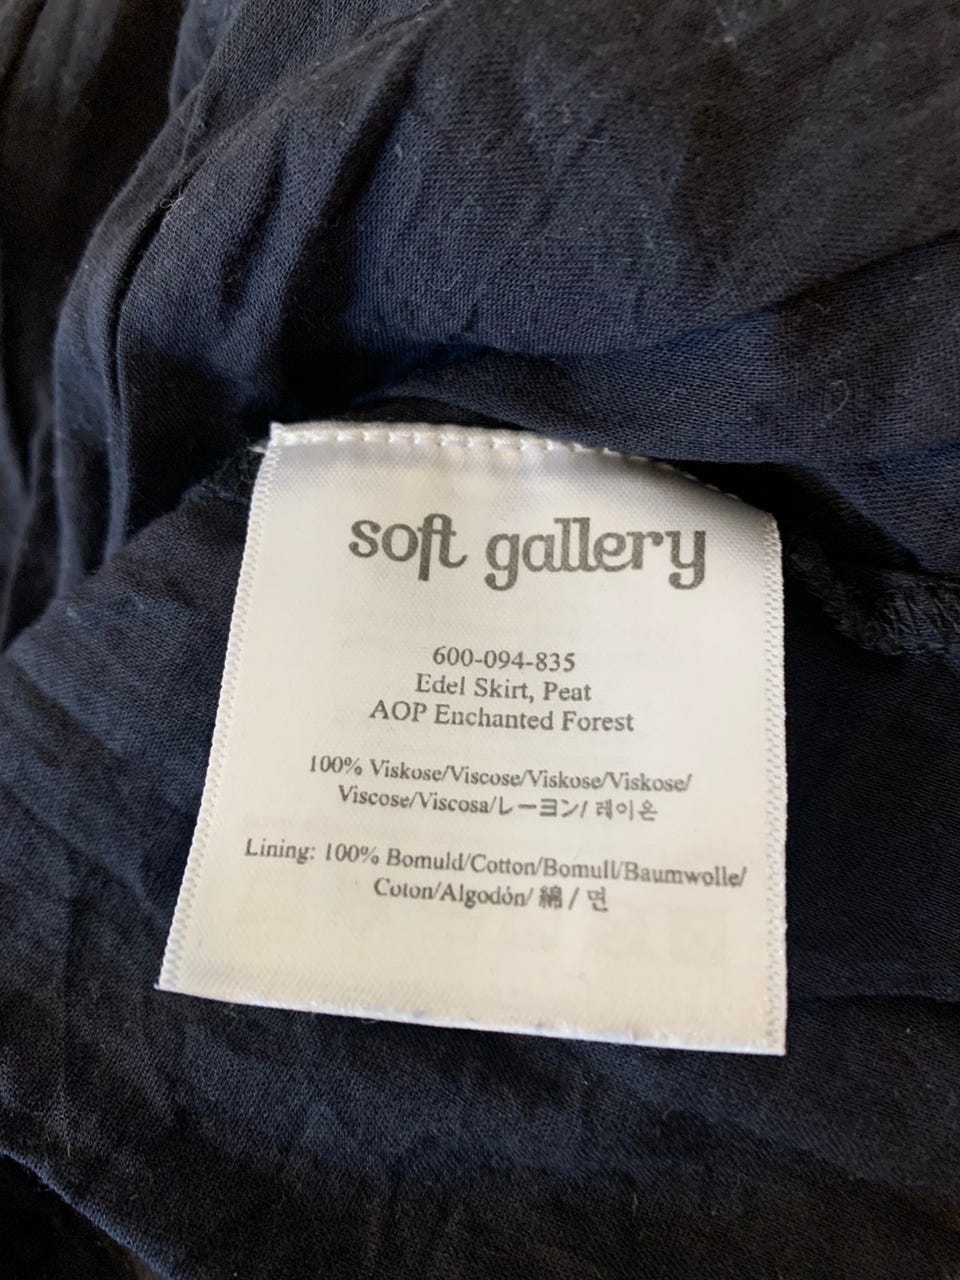 soft gallery
600-094-835
Edel Skirt, Peat
AOP Enchanted Forest
100% Viskose/Viscose/Viskose/Viskose/
Viscose/Viscosa/レーヨン/ 레이온
Lining: 100% Bomuld/Cotton/Bomull/Baumwolle/
Coton/Algodón/ 綿 / 면